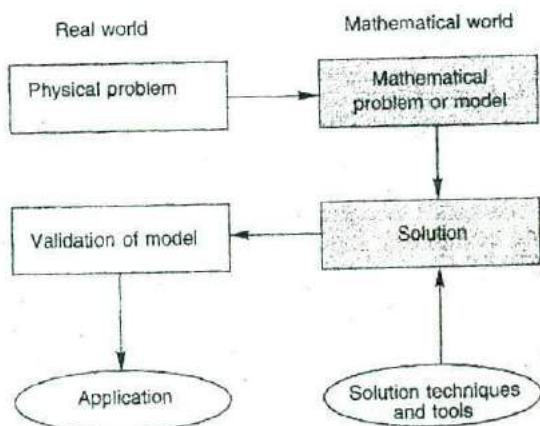 Real world
Mathematical world
Physical problem
Mathematical
problem or model
Validation of model
Solution
Application
Solution techniques
and tools